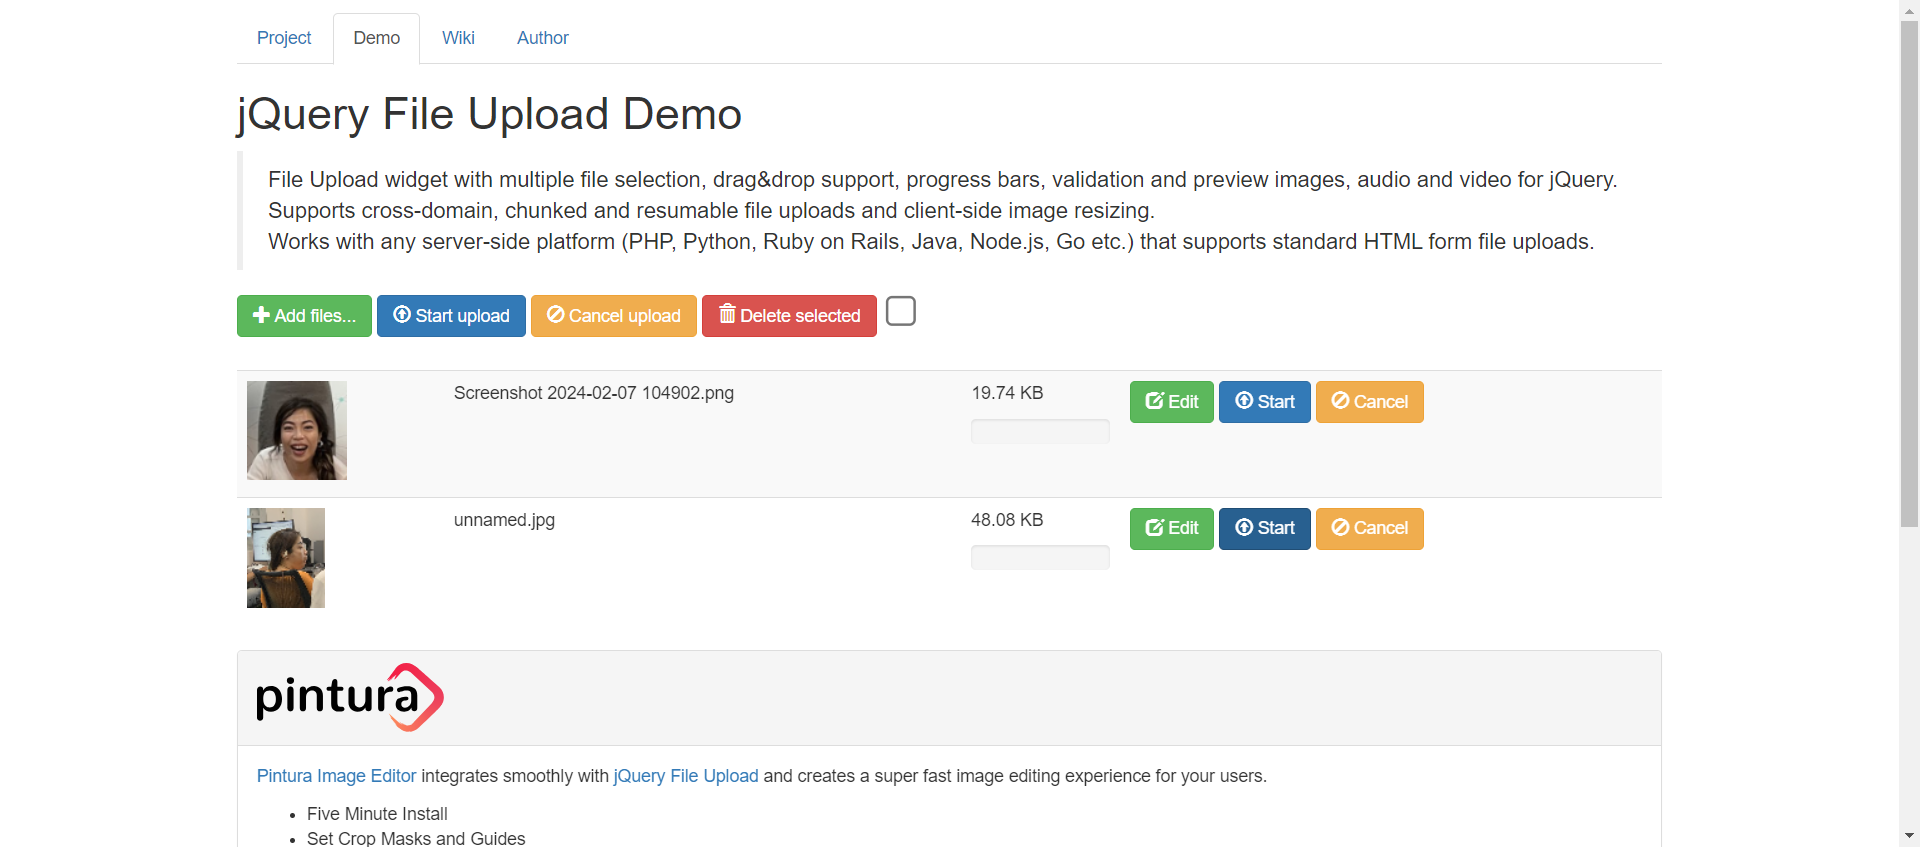 Project Demo Wiki Author
jQuery File Upload Demo
File Upload widget with multiple file selection, drag&drop support, progress bars, validation and preview images, audio and video for jQuery.
Supports cross-domain, chunked and resumable file uploads and client-side image resizing.
Works with any server-side platform (PHP, Python, Ruby on Rails, Java, Node.js, Go etc.) that supports standard HTML form file uploads.
Add files... Start upload Cancel upload Delete selected
Screenshot 2024-02-07 104902.png 19.74 KB Edit Start Cancel
unnamed.jpg 48.08 KB Edit Start Cancel
pintura
Pintura Image Editor integrates smoothly with jQuery File Upload and creates a super fast image editing experience for your users.
• Five Minute Install
• Set Crop Masks and Guides